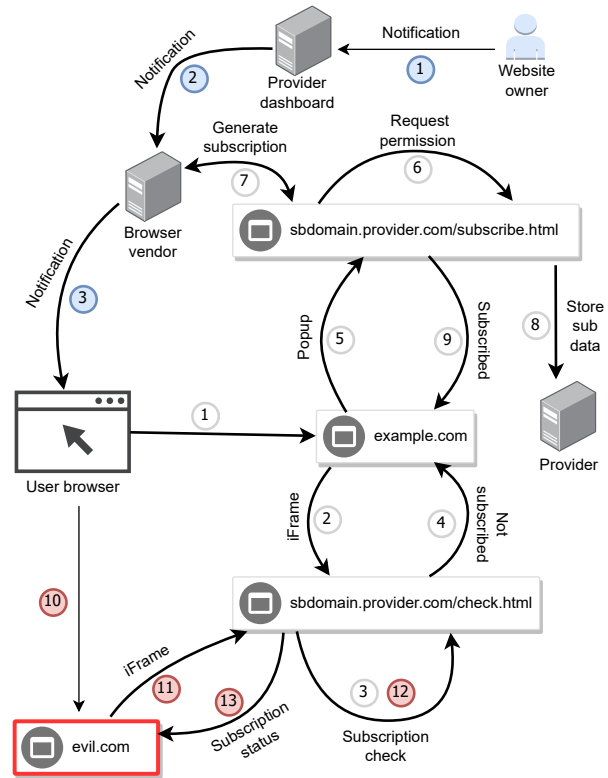 Notification
1
Website
owner
Provider
dashboard
Notification
2
Generate
subscription
7
Request
permission
6
Browser
vendor
sbdomain.provider.com/subscribe.html
Notification
3
Popup
5
9
Subscribed
8
Store
sub
data
1
example.com
Provider
User browser
iFrame
2
4
Not
subscribed
10
sbdomain.provider.com/check.html
iFrame
11
13
3
12
Subscription
status
Subscription
check
evil.com